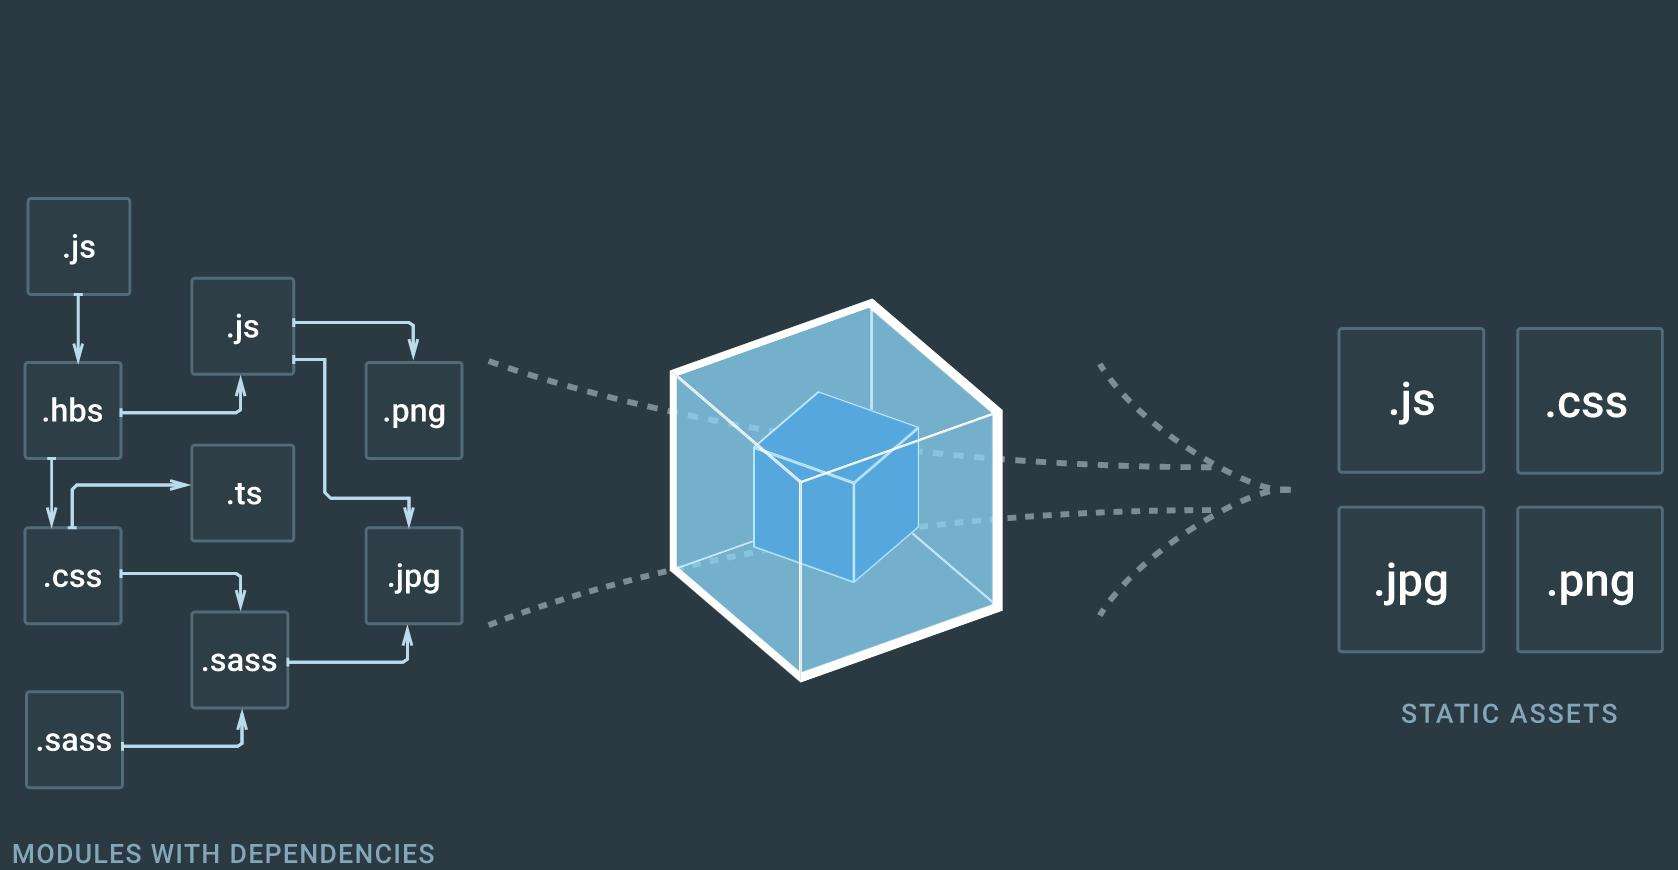 .js
.js
.hbs
.png
.ts
.css
.jpg
.sass
.sass
MODULES WITH DEPENDENCIES
.js
.css
.jpg
.png
STATIC ASSETS